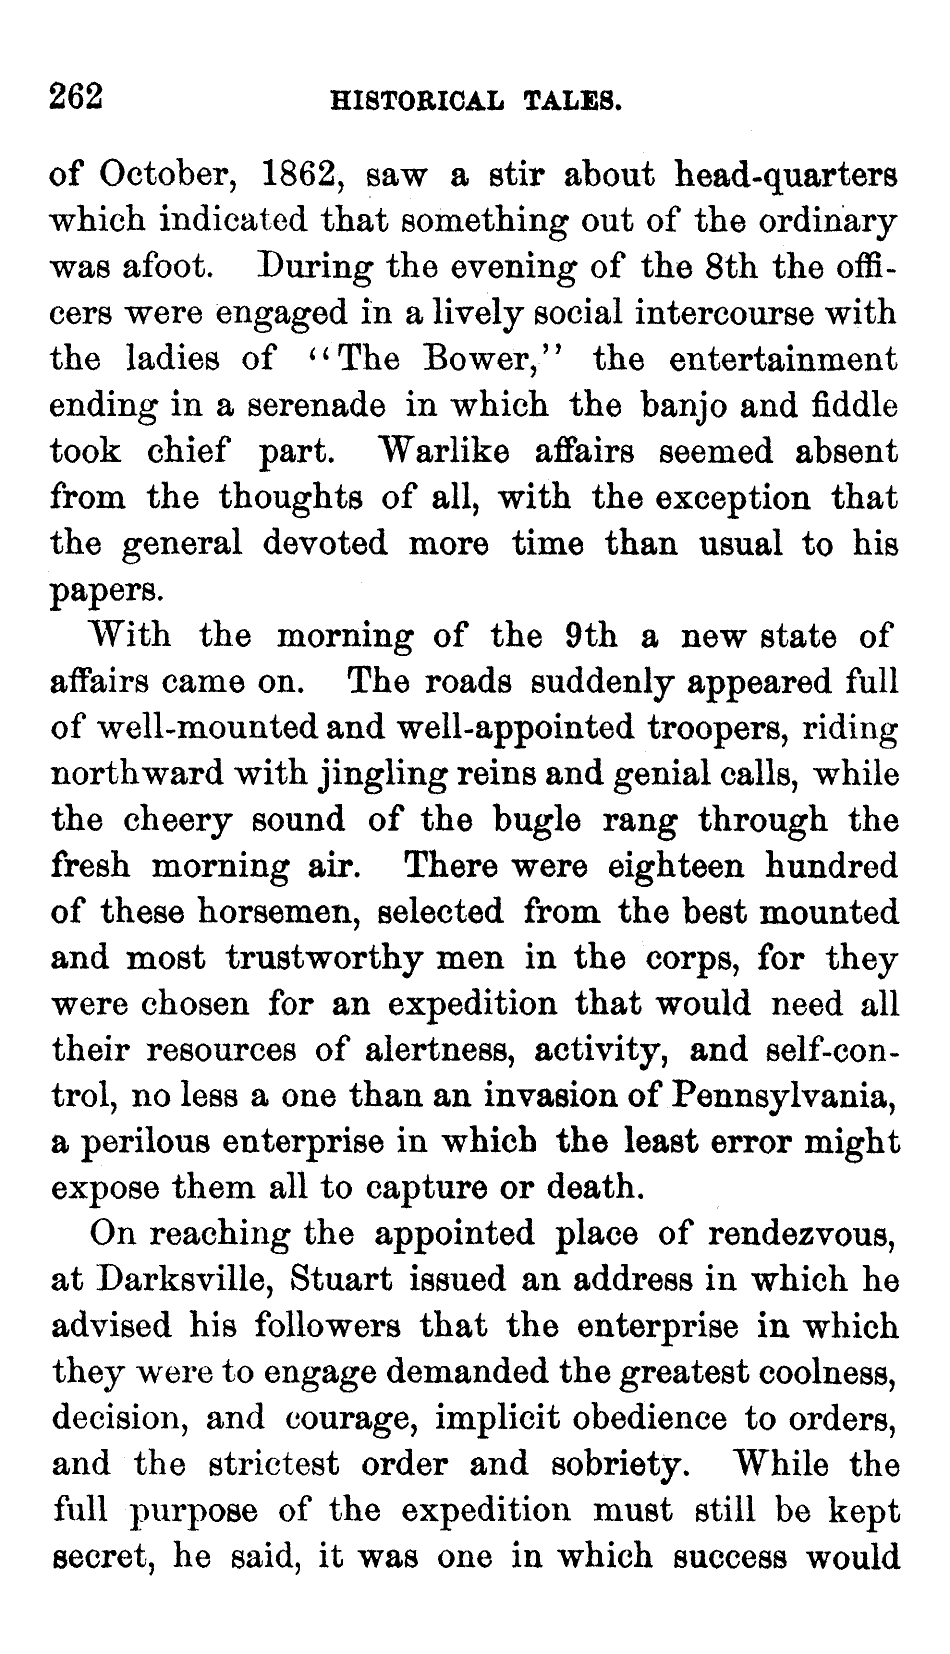 262 HISTORICAL TALES.
of October, 1862, saw a stir about head-quarters
which indicated that something out of the ordinary
was afoot. During the evening of the 8th the offi-
cers were engaged in a lively social intercourse with
the ladies of "The Bower," the entertainment
ending in a serenade in which the banjo and fiddle
took chief part. Warlike affairs seemed absent
from the thoughts of all, with the exception that
the general devoted more time than usual to his
papers.
With the morning of the 9th a new state of
affairs came on. The roads suddenly appeared full
of well-mounted and well-appointed troopers, riding
northward with jingling reins and genial calls, while
the cheery sound of the bugle rang through the
fresh morning air. There were eighteen hundred
of these horsemen, selected from the best mounted
and most trustworthy men in the corps, for they
were chosen for an expedition that would need all
their resources of alertness, activity, and self-con-
trol, no less a one than an invasion of Pennsylvania,
a perilous enterprise in which the least error might
expose them all to capture or death.
On reaching the appointed place of rendezvous,
at Darksville, Stuart issued an address in which he
advised his followers that the enterprise in which
they were to engage demanded the greatest coolness,
decision, and courage, implicit obedience to orders,
and the strictest order and sobriety. While the
full purpose of the expedition must still be kept
secret, he said, it was one in which success would